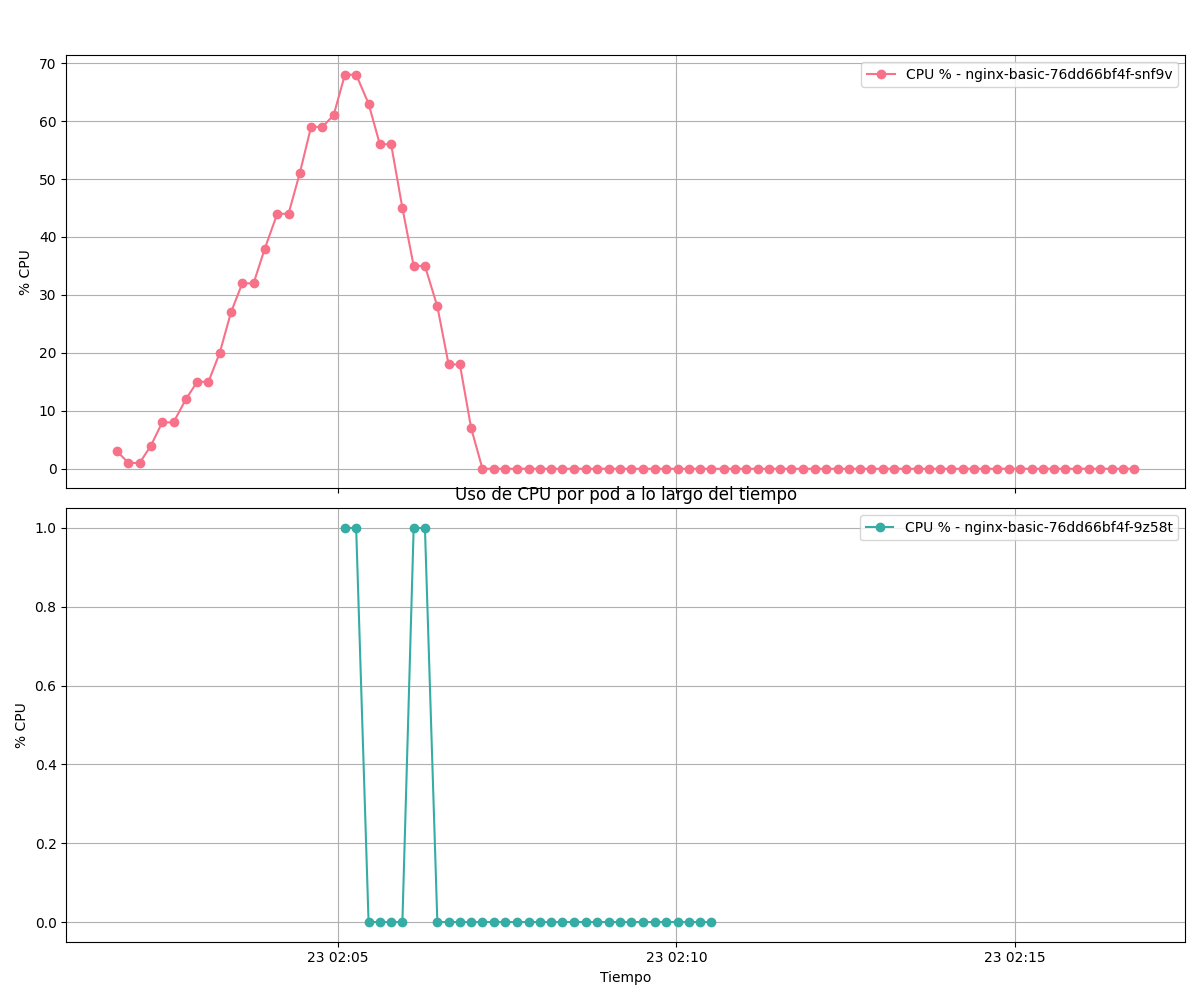 70
60
50
40
30
20
10
0
% CPU
CPU % - nginx-basic-76dd66bf4f-snf9v
Uso de CPU por pod a lo largo del tiempo
1.0
0.8
0.6
0.4
0.2
0.0
% CPU
CPU % - nginx-basic-76dd66bf4f-9z58t
23 02:05
23 02:10
23 02:15
Tiempo